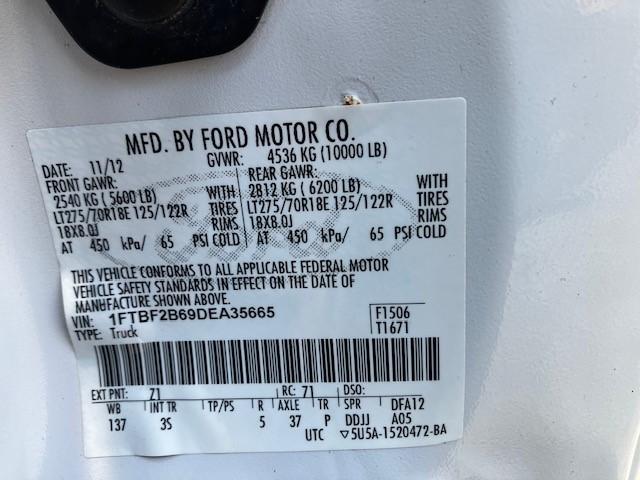 MFD. BY FORD MOTOR CO.
DATE: 11/12 GVWR: 4536 KG (10000 LB)
FRONT GAWR: REAR GAWR:
2540 KG (5600 LB) WITH 2812 KG (6200 LB) WITH
LT275/70R18E 125/122R TIRES LT275/70R18E 125/122R TIRES
18X8.0J RIMS 18X8.0J RIMS
AT 450 kPa/ 65 PSI COLD AT 450 kPa/ 65 PSI COLD
THIS VEHICLE CONFORMS TO ALL APPLICABLE FEDERAL MOTOR
VEHICLE SAFETY STANDARDS IN EFFECT ON THE DATE OF
MANUFACTURE SHOWN ABOVE.
VIN: 1FTBF2B69DEA35665 F1506
TYPE: Truck T1671
EXT PNT: 71 RC: 71 DSO:
WB INT TR TP/PS R AXLE TR SPR DFA12
137 3S 5 37 P DDJJ A05
UTC ▽5U5A-1520472-BA